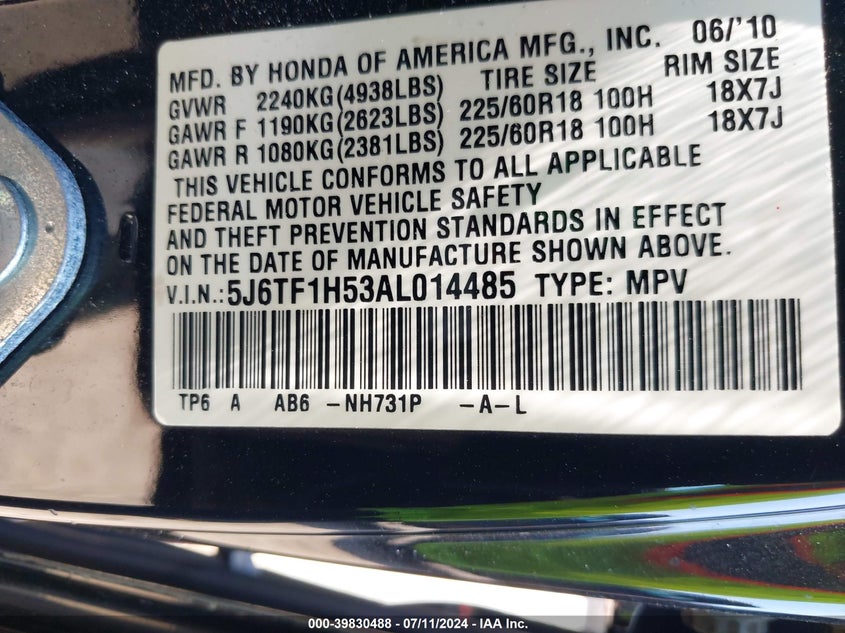 MFD. BY HONDA OF AMERICA MFG., INC. 06/'10
GVWR 2240KG(4938LBS) TIRE SIZE RIM SIZE
GAWR F 1190KG(2623LBS) 225/60R18 100H 18X7J
GAWR R 1080KG(2381LBS) 225/60R18 100H 18X7J
THIS VEHICLE CONFORMS TO ALL APPLICABLE
FEDERAL MOTOR VEHICLE SAFETY
AND THEFT PREVENTION STANDARDS IN EFFECT
ON THE DATE OF MANUFACTURE SHOWN ABOVE.
V.I.N.: 5J6TF1H53AL014485 TYPE: MPV
TP6 A AB6 -NH731P -A-L
000-39830488 - 07/11/2024 - IAAI Inc.